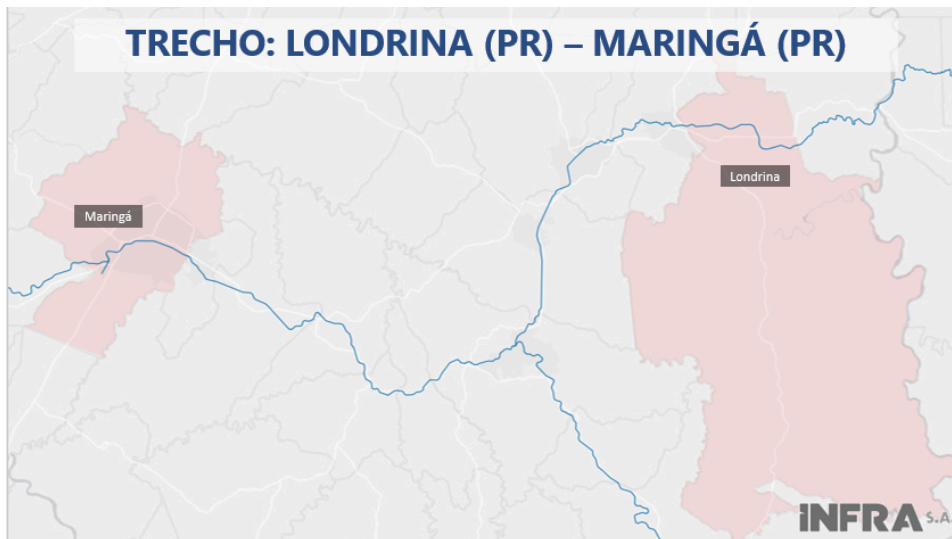 TRECHO: LONDRINA (PR) – MARINGÁ (PR)
Londrina
Maringá
INFRA S.A